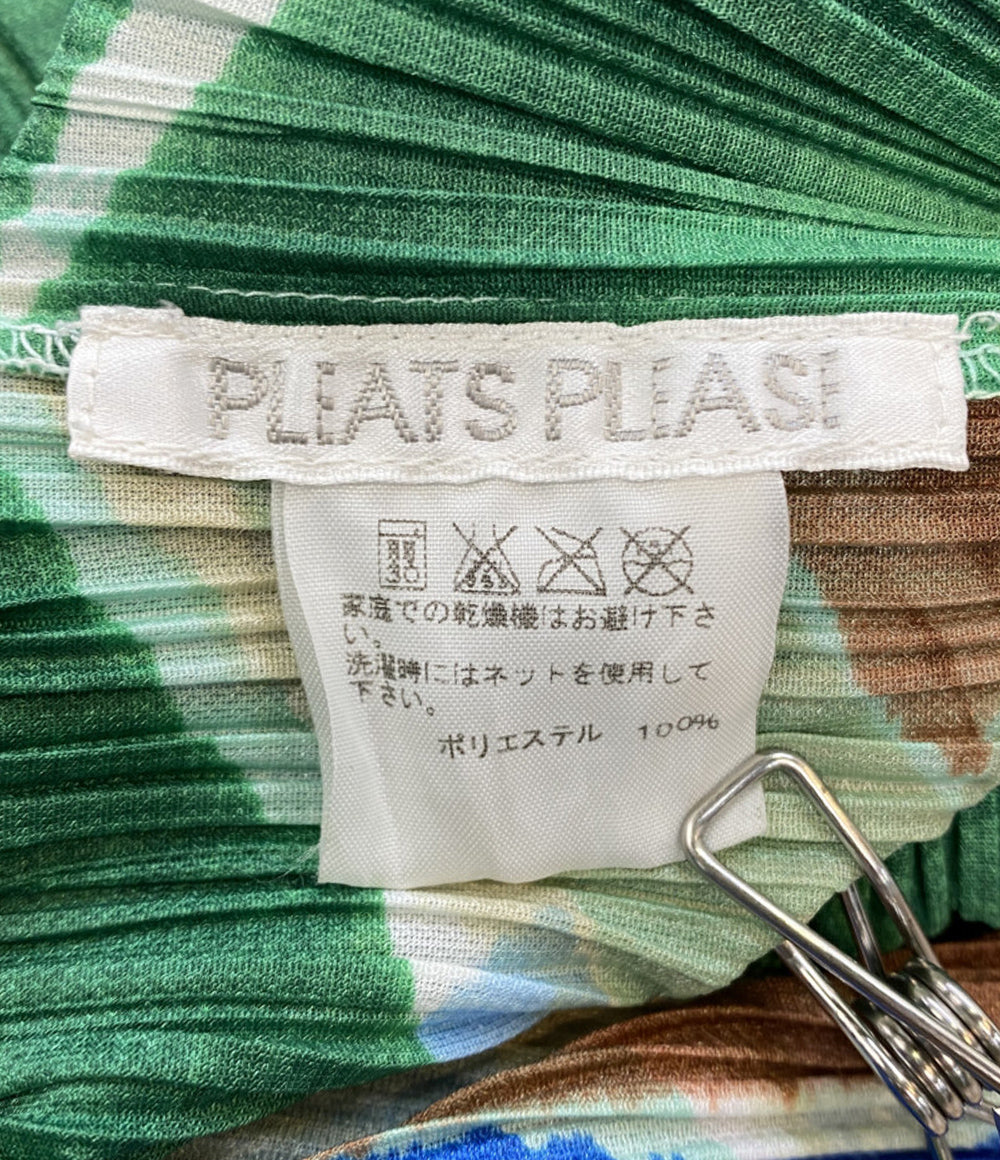 PLEATS PLEASE
30
家庭での乾燥機はお避け下さ
い。
洗濯時にはネットを使用して
下さい。
ポリエステル 100%